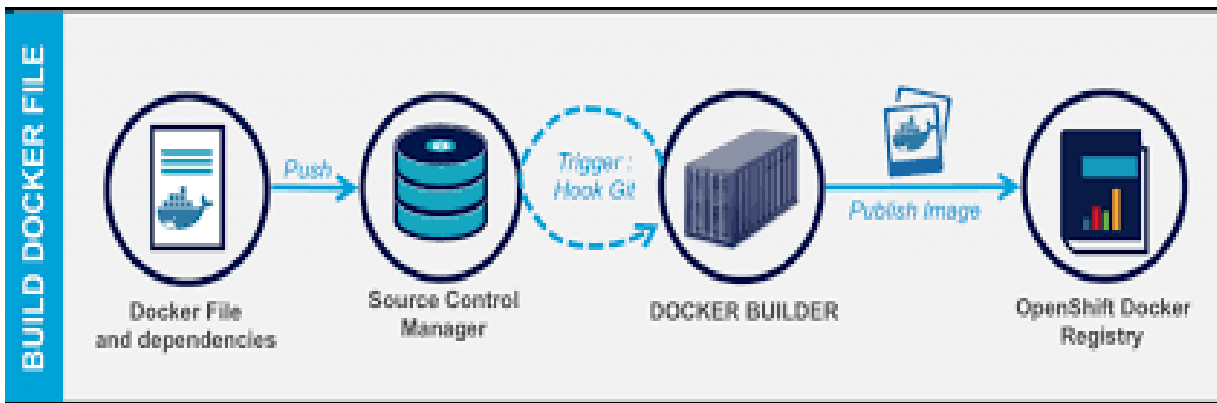 BUILD DOCKER FILE
Push
Trigger :
Hook Git
Publish Image
Docker File
and dependencies
Source Control
Manager
DOCKER BUILDER
OpenShift Docker
Registry